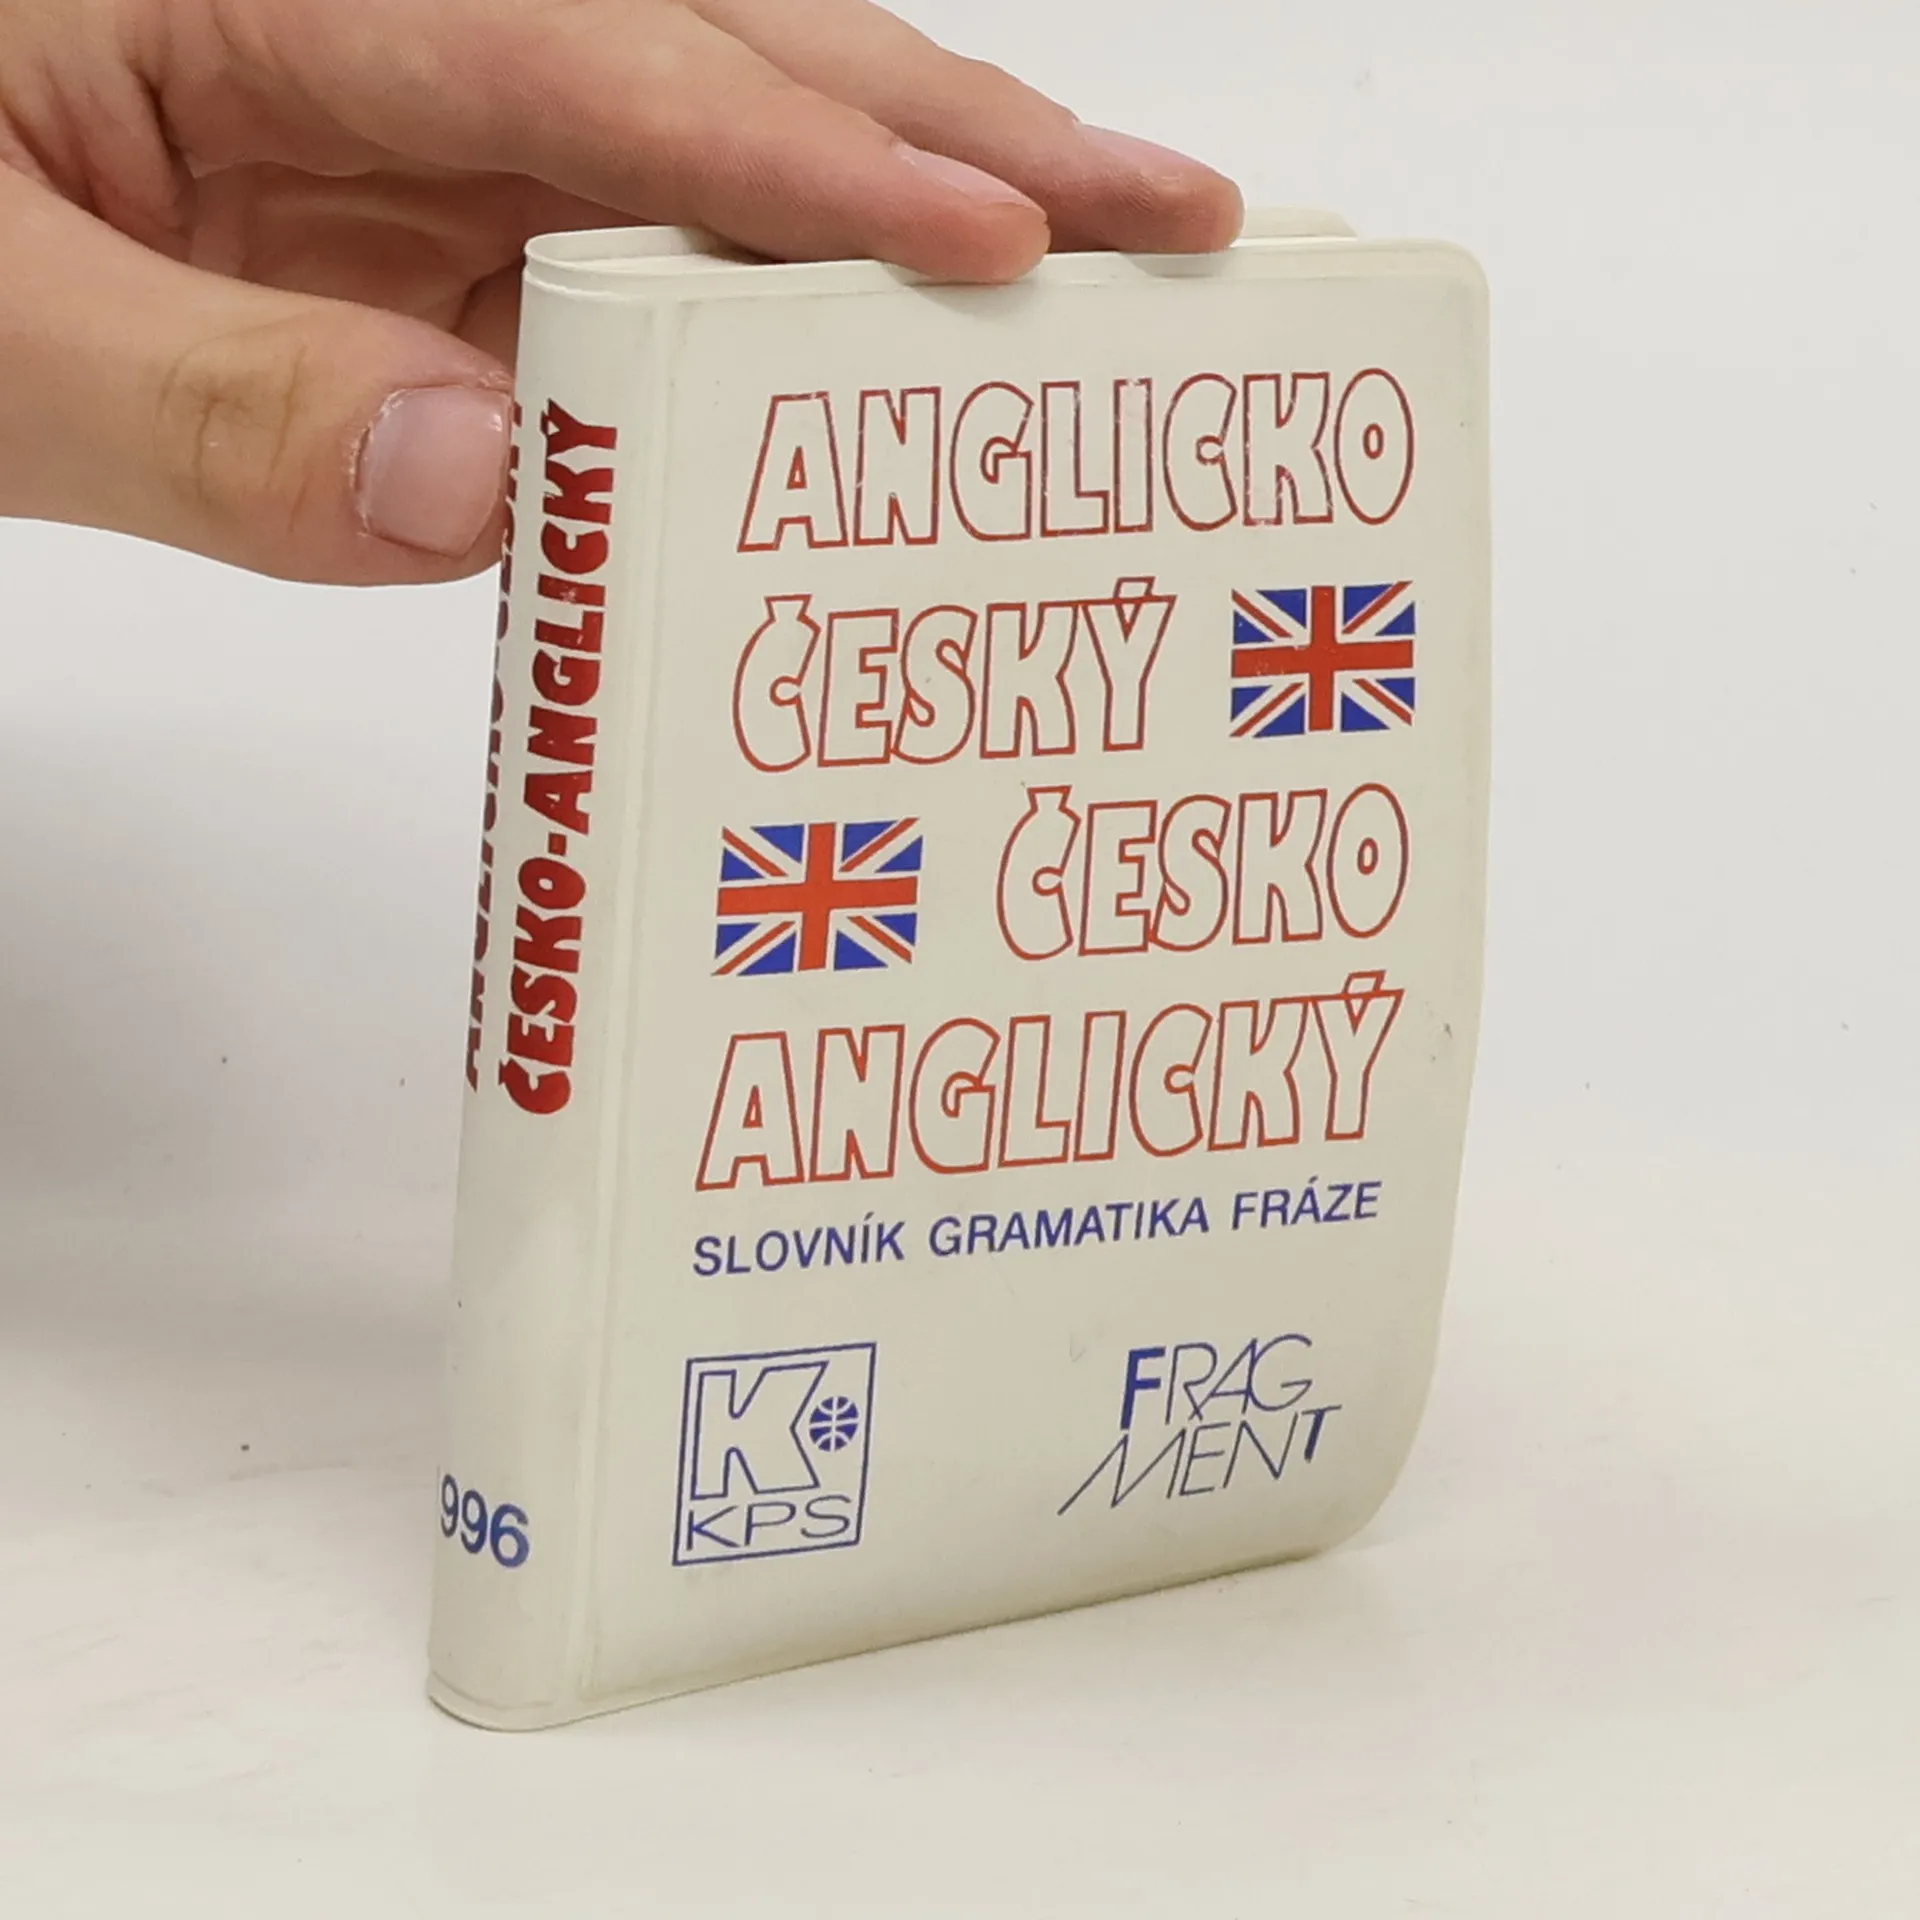 ANGLICKO
ČESKÝ
ČESKO
ANGLICKÝ
SLOVNÍK GRAMATIKA FRÁZE
K
KPS
FRAG
MENT
ČESKO-ANGLICKÝ
996